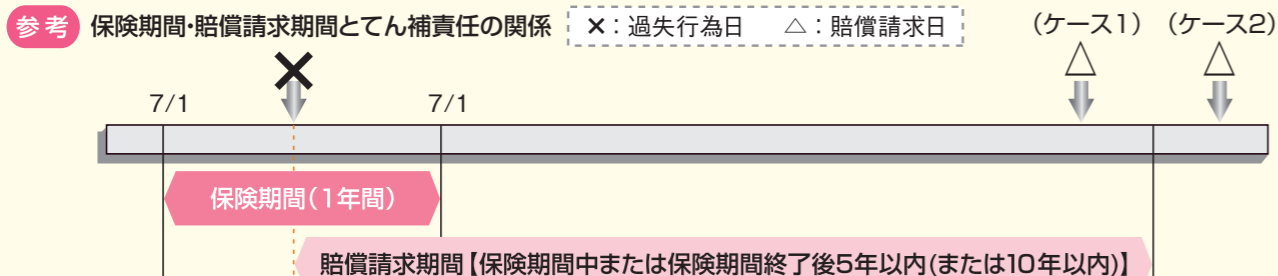 参考 保険期間・賠償請求期間とてん補責任の関係 ×：過失行為日 △：賠償請求日 （ケース1）（ケース2）
× △ △
7/1 7/1
保険期間（1年間）
賠償請求期間【保険期間中または保険期間終了後5年以内(または10年以内)】